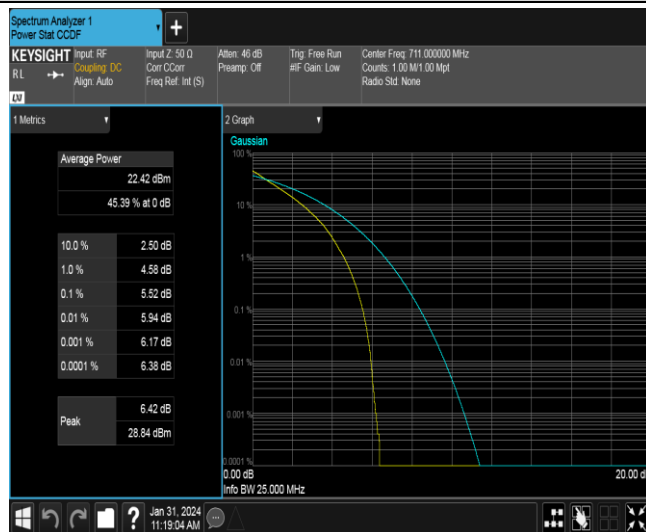 Spectrum Analyzer 1
Power Stat CCDF
+
KEYSIGHT
RL
LXI
Input: RF
Coupling: DC
Align: Auto
Input Z: 50 Ω
Corr CCorr
Freq Ref: Int (S)
Atten: 46 dB
Preamp: Off
Trig: Free Run
#IF Gain: Low
Center Freq: 711.000000 MHz
Counts: 1.00 M/1.00 Mpt
Radio Std: None
1 Metrics
Average Power
22.42 dBm
45.39 % at 0 dB
10.0 % 2.50 dB
1.0 % 4.58 dB
0.1 % 5.52 dB
0.01 % 5.94 dB
0.001 % 6.17 dB
0.0001 % 6.38 dB
Peak
6.42 dB
28.84 dBm
2 Graph
Gaussian
100 %
10 %
1 %
0.1 %
0.01 %
0.001 %
0.0001 %
0.00 dB
20.00 d
Info BW 25.000 MHz
?
Jan 31, 2024
11:19:04 AM